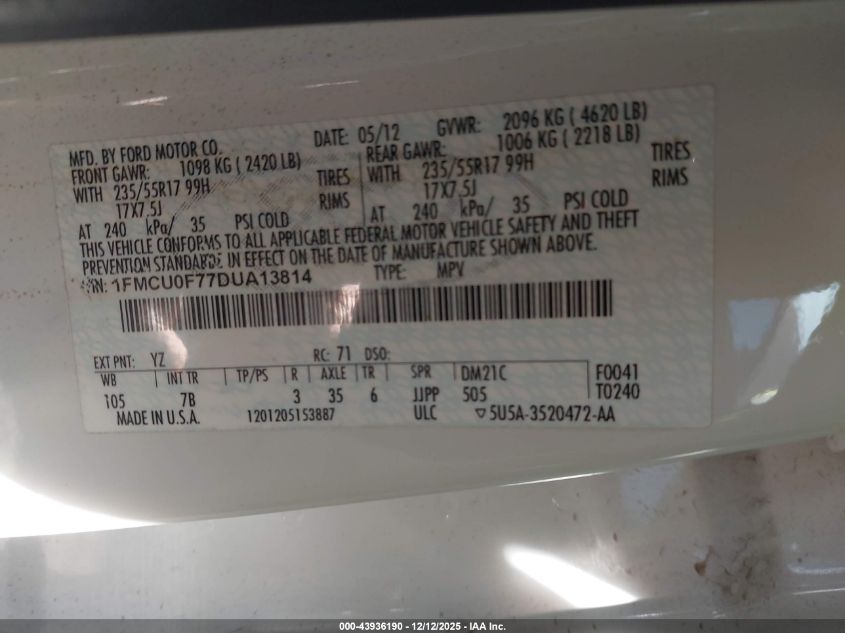 MFD. BY FORD MOTOR CO. DATE: 05/12 GVWR: 2096 KG ( 4620 LB)
FRONT GAWR: 1098 KG ( 2420 LB) REAR GAWR: 1006 KG ( 2218 LB)
WITH 235/55R17 99H TIRES WITH 235/55R17 99H TIRES
17X7.5J RIMS 17X7.5J RIMS
AT 240 kPa/ 35 PSI COLD AT 240 kPa/ 35 PSI COLD
THIS VEHICLE CONFORMS TO ALL APPLICABLE FEDERAL MOTOR VEHICLE SAFETY AND THEFT
PREVENTION STANDARDS IN EFFECT ON THE DATE OF MANUFACTURE SHOWN ABOVE.
VIN: 1FMCU0F77DUA13814 TYPE: MPV
EXT PNT: YZ RC: 71 DSO:
WB INT TR TP/PS R AXLE TR SPR DM21C F0041
105 7B 3 35 6 JJPP 505 T0240
MADE IN U.S.A. 1201205153887 ULC ▽5U5A-3520472-AA
000-43936190 - 12/12/2025 - IAA Inc.